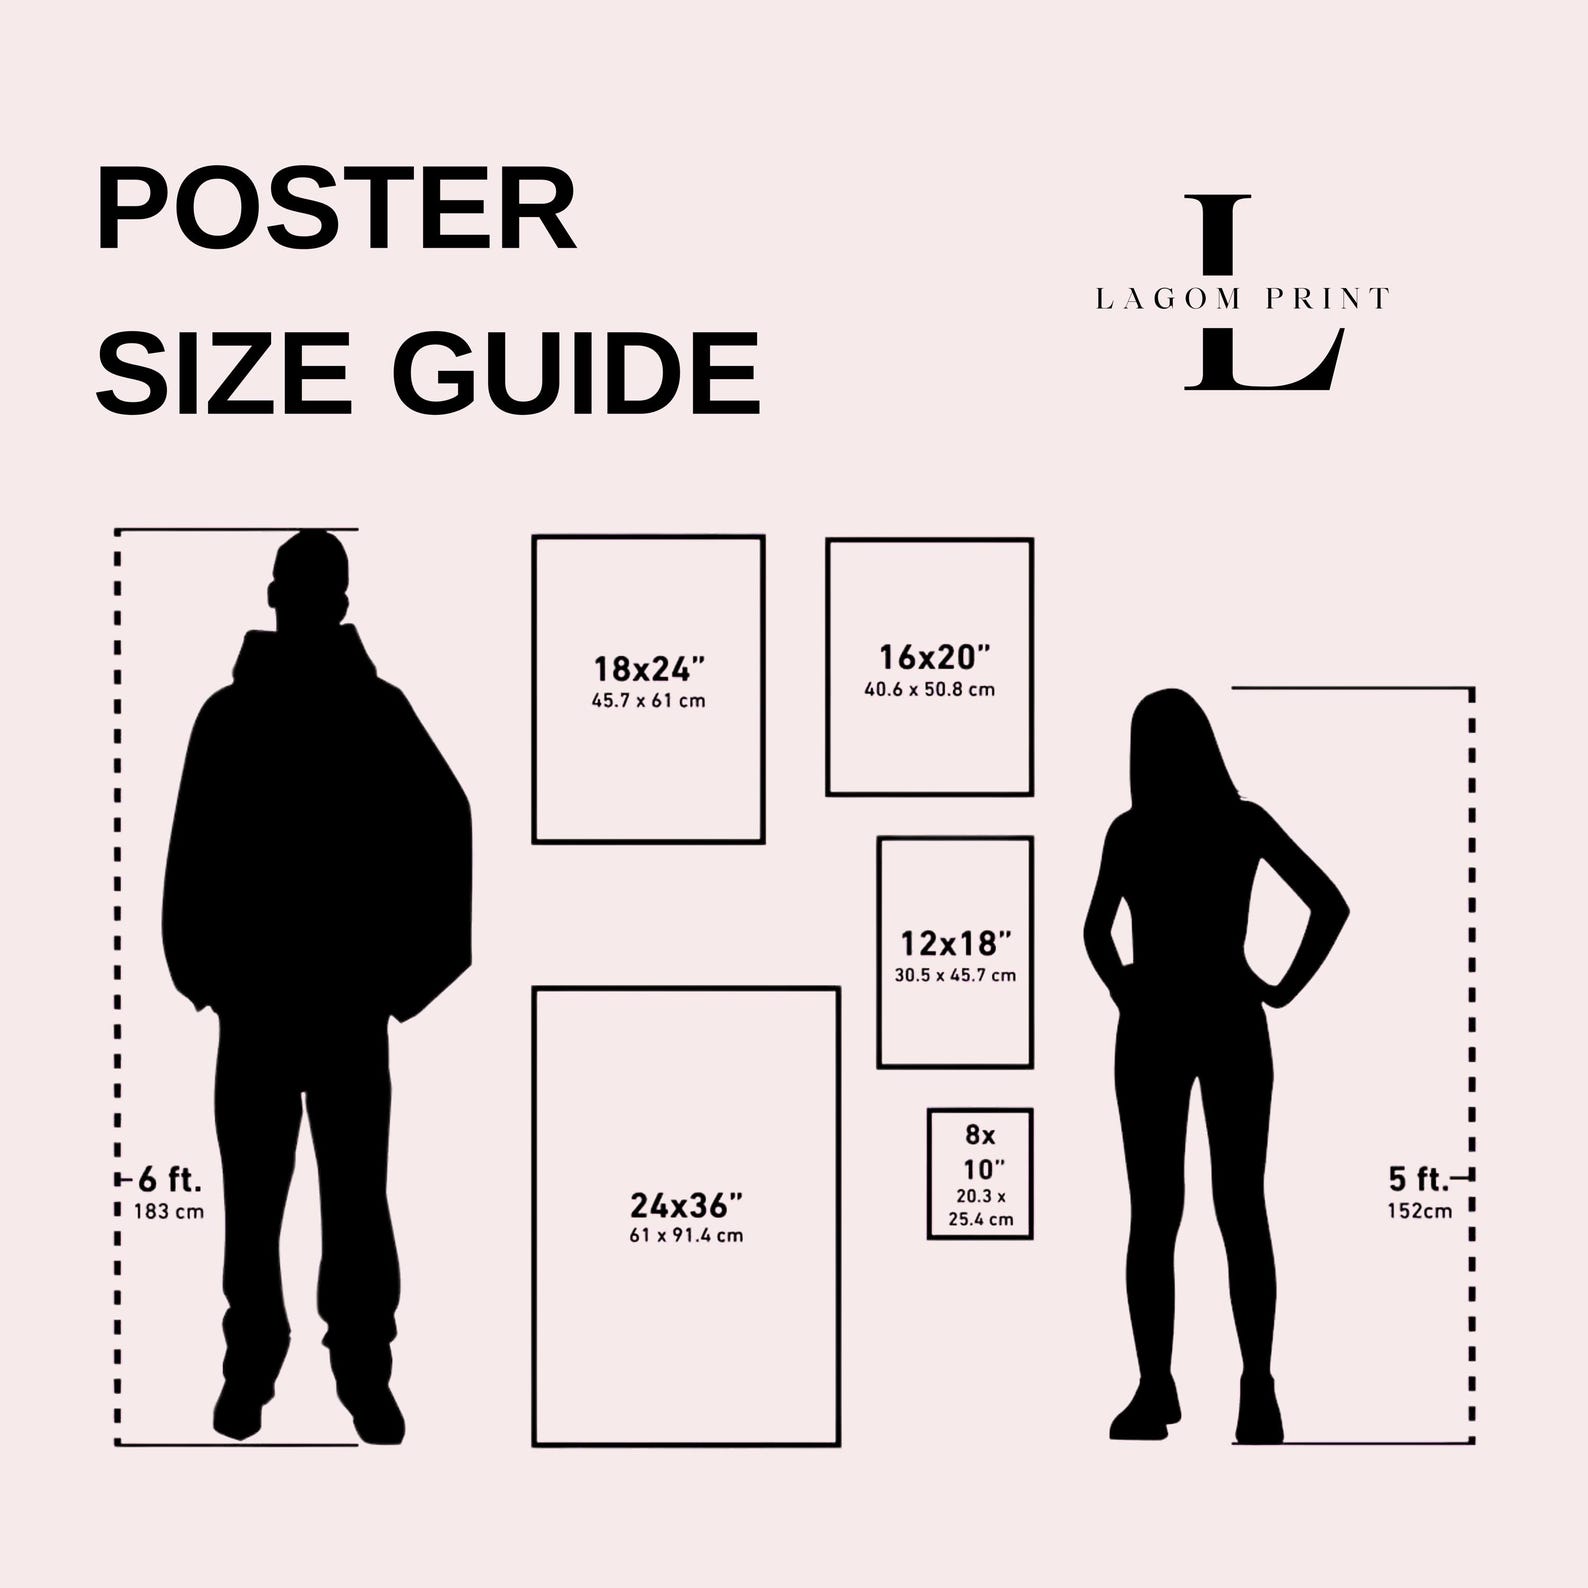 POSTER
SIZE GUIDE
LAGOM PRINT
18x24”
45.7 x 61 cm
16x20”
40.6 x 50.8 cm
12x18”
30.5 x 45.7 cm
24x36”
61 x 91.4 cm
8x
10”
20.3 x
25.4 cm
6 ft.
183 cm
5 ft.
152cm